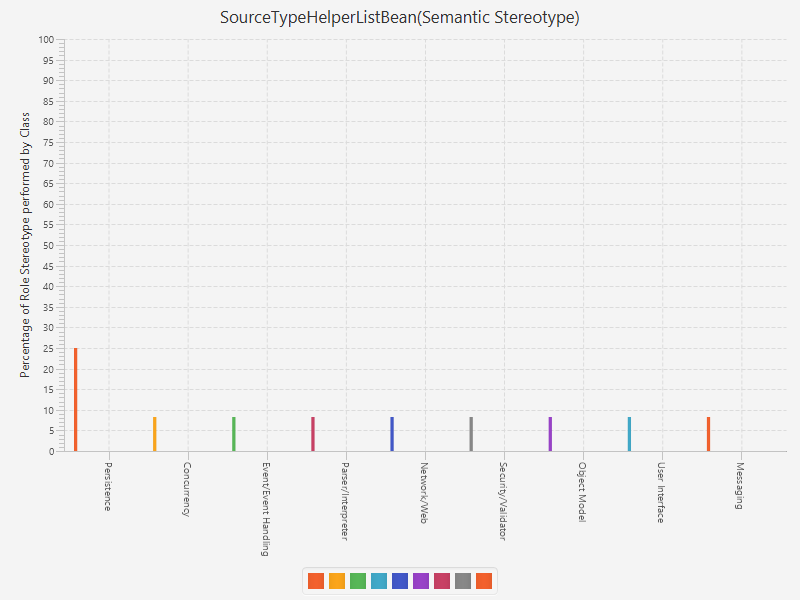 SourceTypeHelperListBean(Semantic Stereotype)
Percentage of Role Stereotype performed by Class
100
95
90
85
80
75
70
65
60
55
50
45
40
35
30
25
20
15
10
5
0
Persistence
Concurrency
Event/Event Handling
Parser/Interpreter
Network/Web
Security/Validator
Object Model
User Interface
Messaging